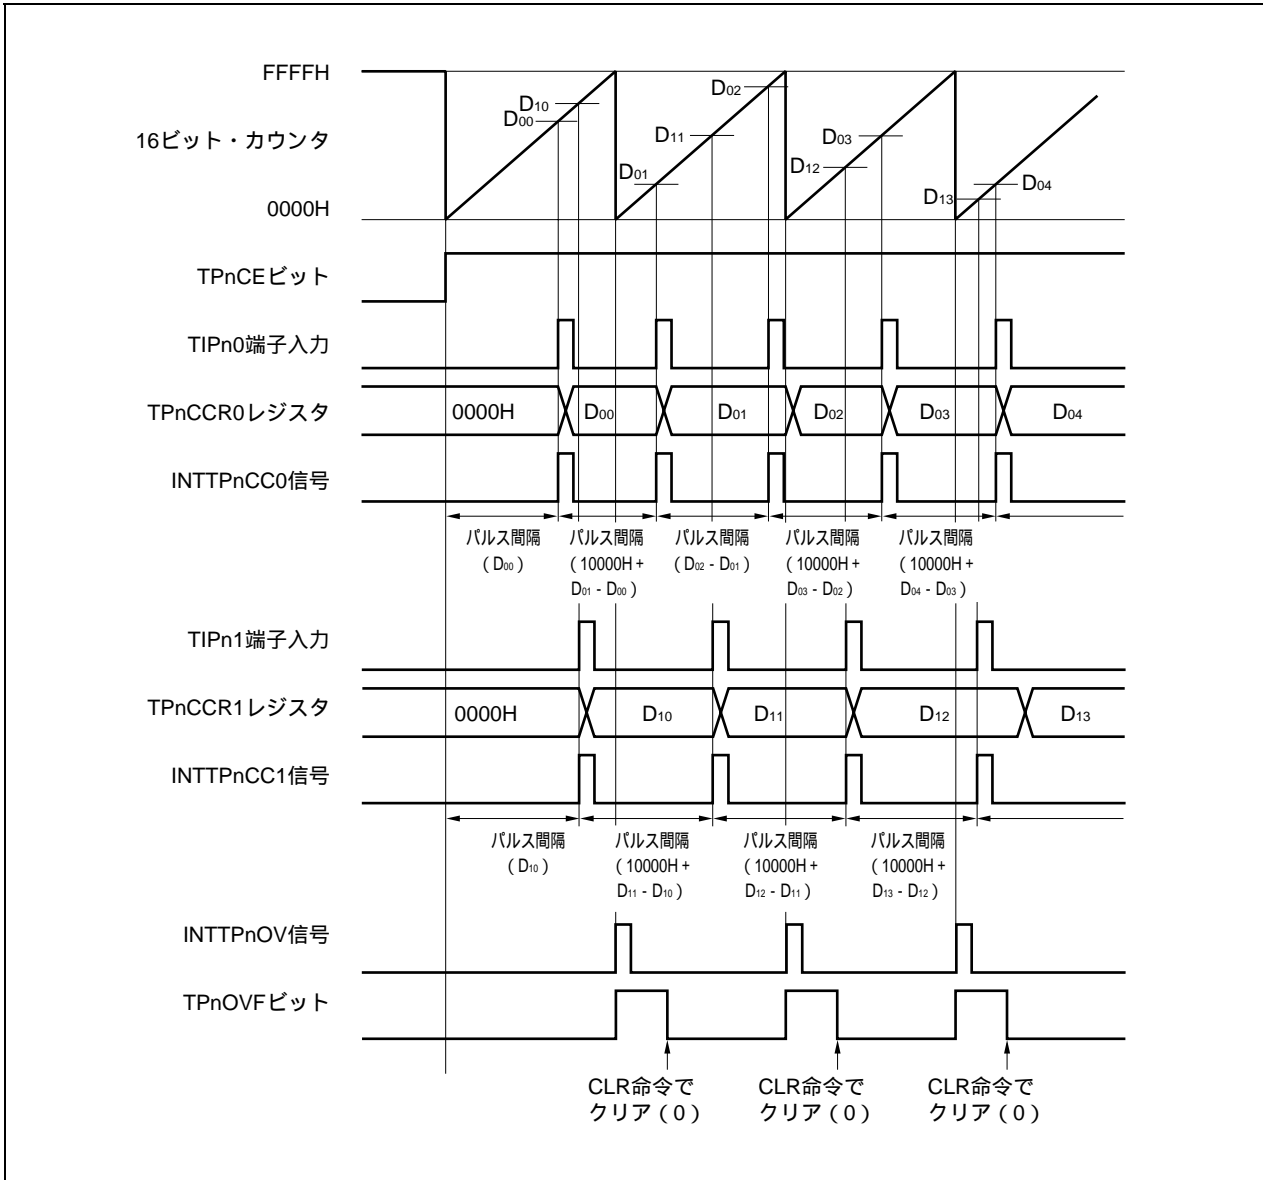 FFFFH
D10
D00
D02
16ビット・カウンタ
D11
D03
D12
D01
D13
D04
0000H
TPnCEビット
TIPn0端子入力
TPnCCR0レジスタ
0000H
D00
D01
D02
D03
D04
INTTPnCC0信号
パルス間隔
（D00）
パルス間隔
（10000H +
D01 - D00）
パルス間隔
（D02 - D01）
パルス間隔
（10000H +
D03 - D02）
パルス間隔
（10000H +
D04 - D03）
TIPn1端子入力
TPnCCR1レジスタ
0000H
D10
D11
D12
D13
INTTPnCC1信号
パルス間隔
（D10）
パルス間隔
（10000H +
D11 - D10）
パルス間隔
（10000H +
D12 - D11）
パルス間隔
（10000H +
D13 - D12）
INTTPnOV信号
TPnOVFビット
CLR命令で
クリア（0）
CLR命令で
クリア（0）
CLR命令で
クリア（0）